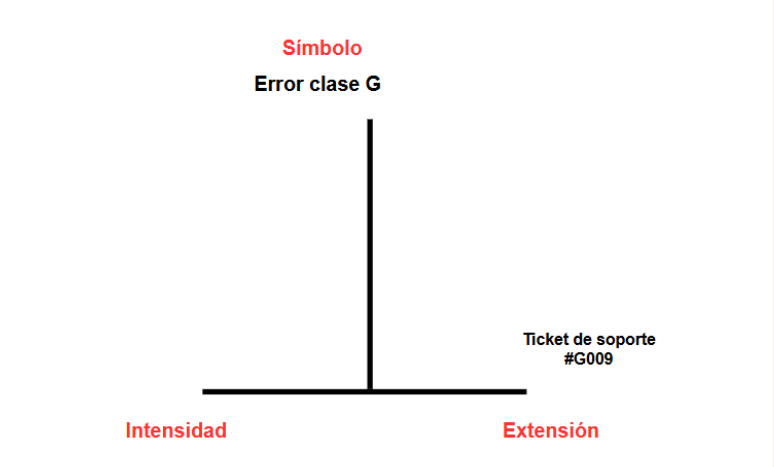 Símbolo
Error clase G
Ticket de soporte
#G009
Intensidad
Extensión